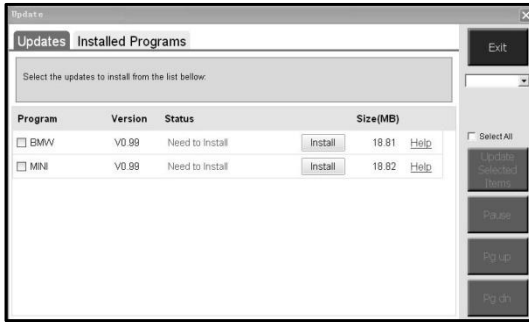 Update
Updates Installed Programs
Exit
Select the updates to install from the list bellow:
Program Version Status Size(MB)
Select All
BMW V0.99 Need to Install Install 18.81 Help
MINI V0.99 Need to Install Install 18.82 Help
Update
Selected
Items
Pause
Pg up
Pg dn